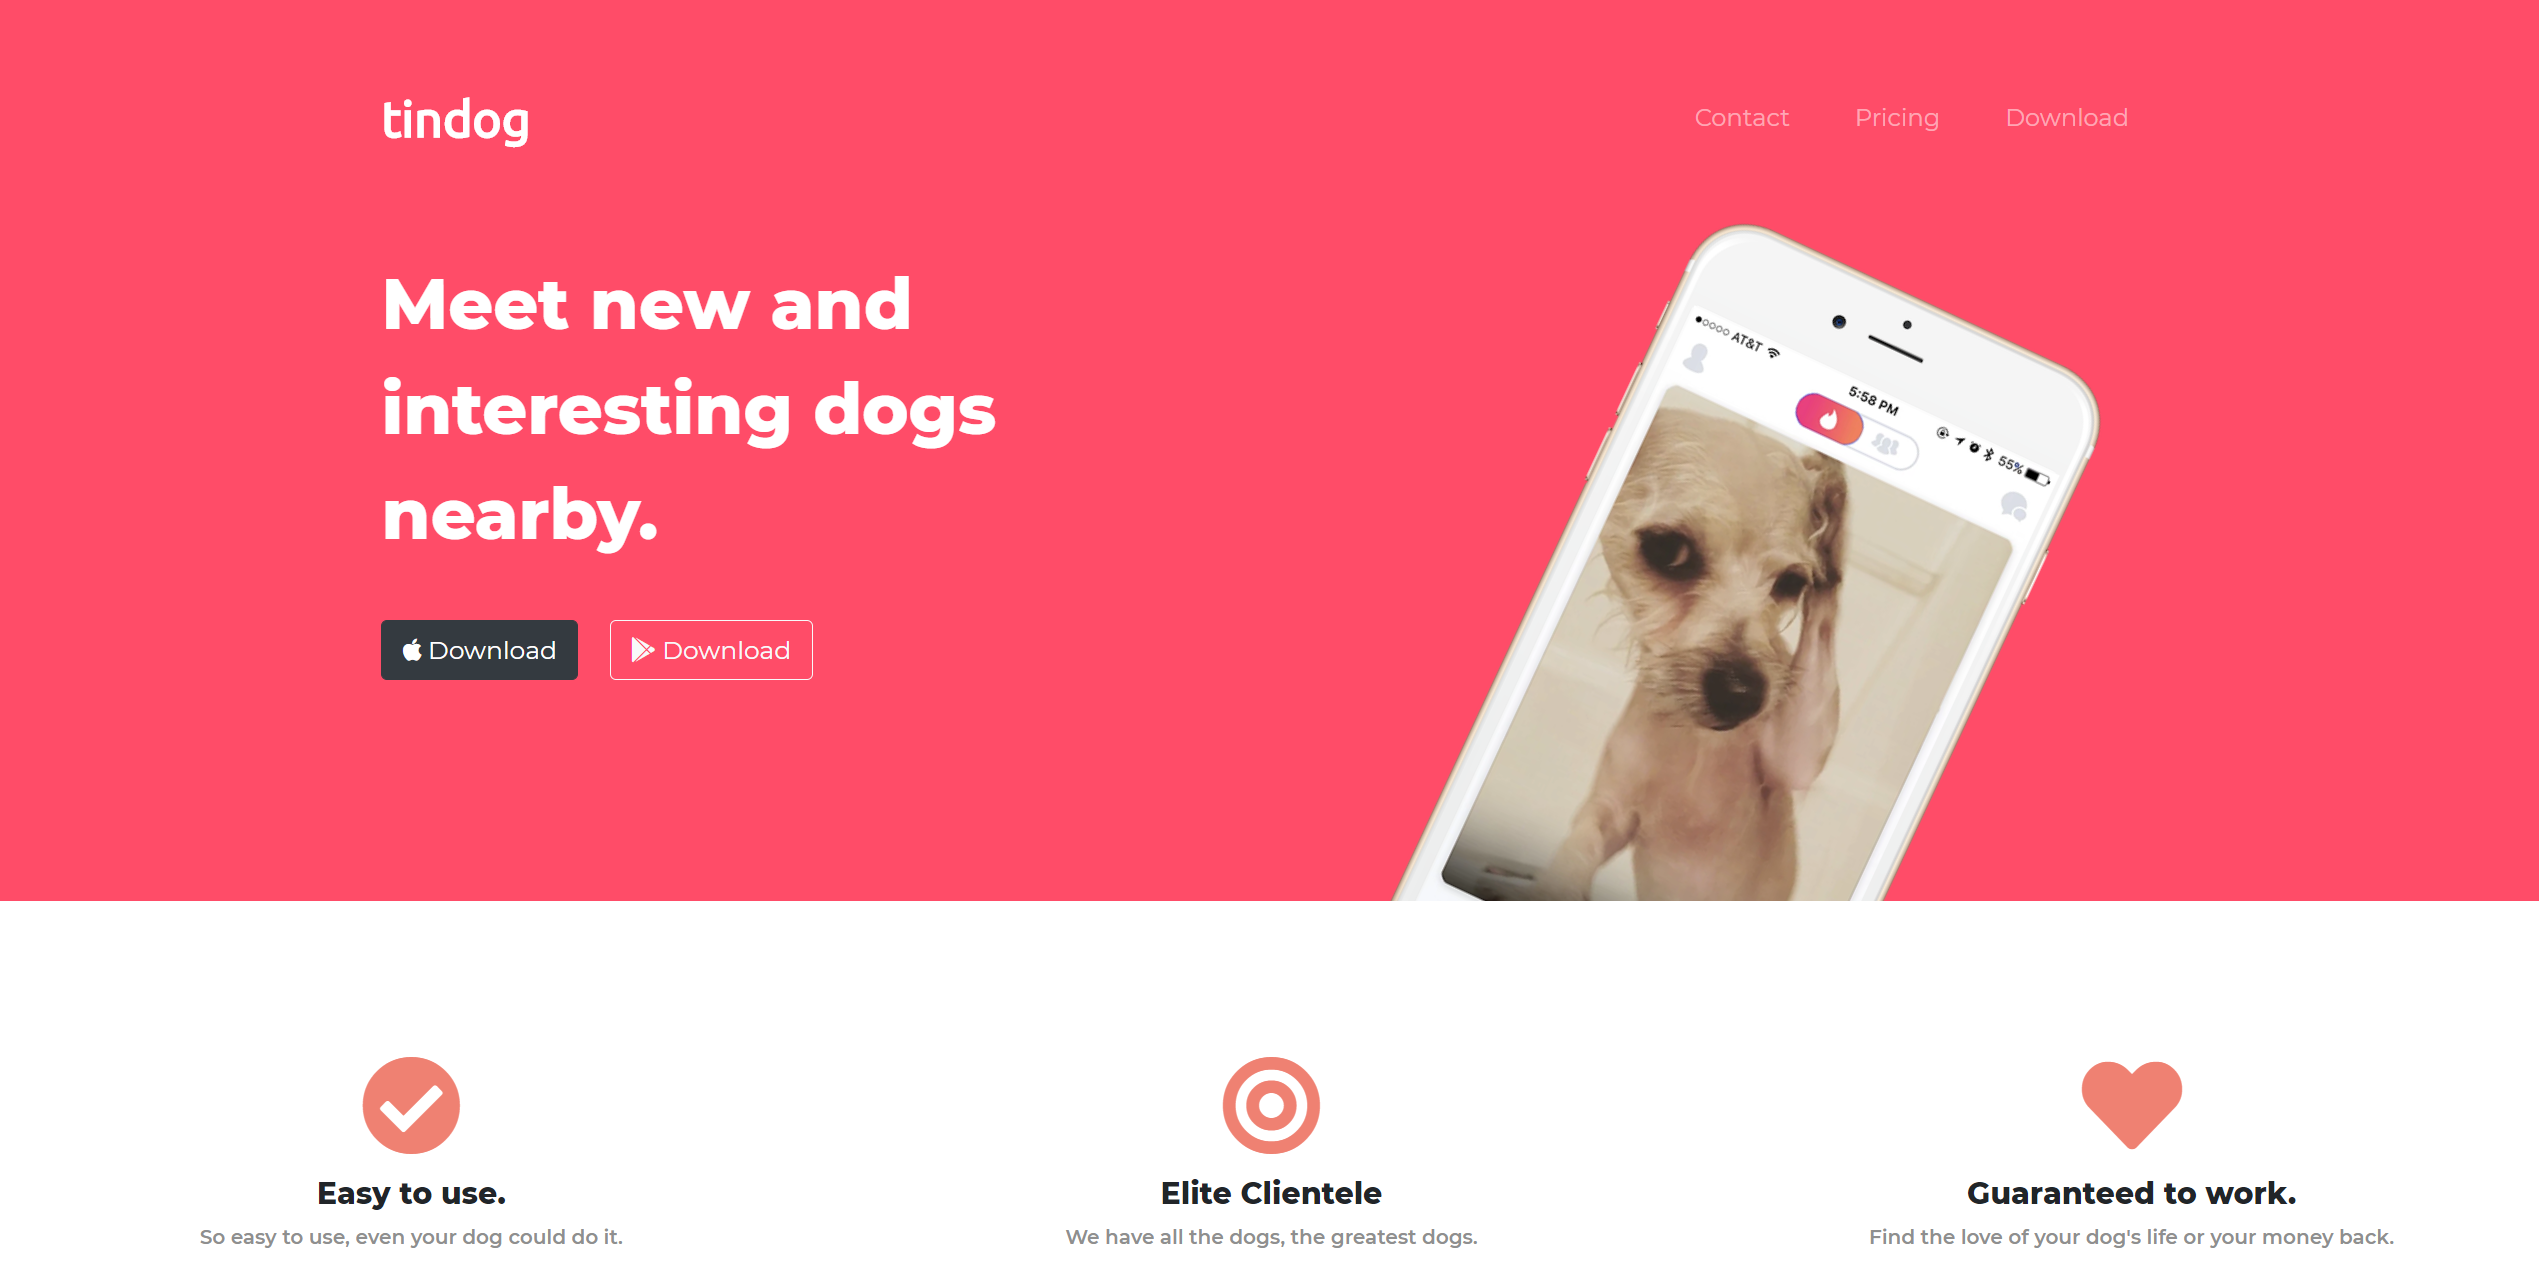 tindog
Contact Pricing Download
Meet new and
interesting dogs
nearby.
Download Download
AT&T
5:58 PM
55%
Easy to use.
So easy to use, even your dog could do it.
Elite Clientele
We have all the dogs, the greatest dogs.
Guaranteed to work.
Find the love of your dog's life or your money back.